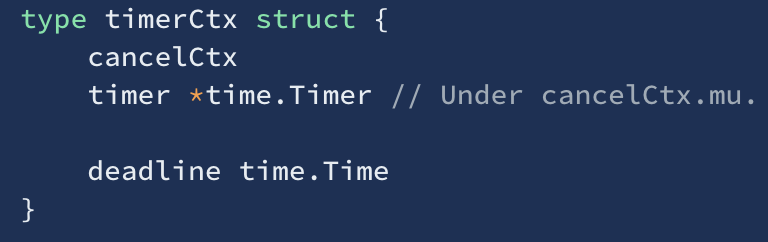 type timerCtx struct {
    cancelCtx
    timer *time.Timer // Under cancelCtx.mu.

    deadline time.Time
}